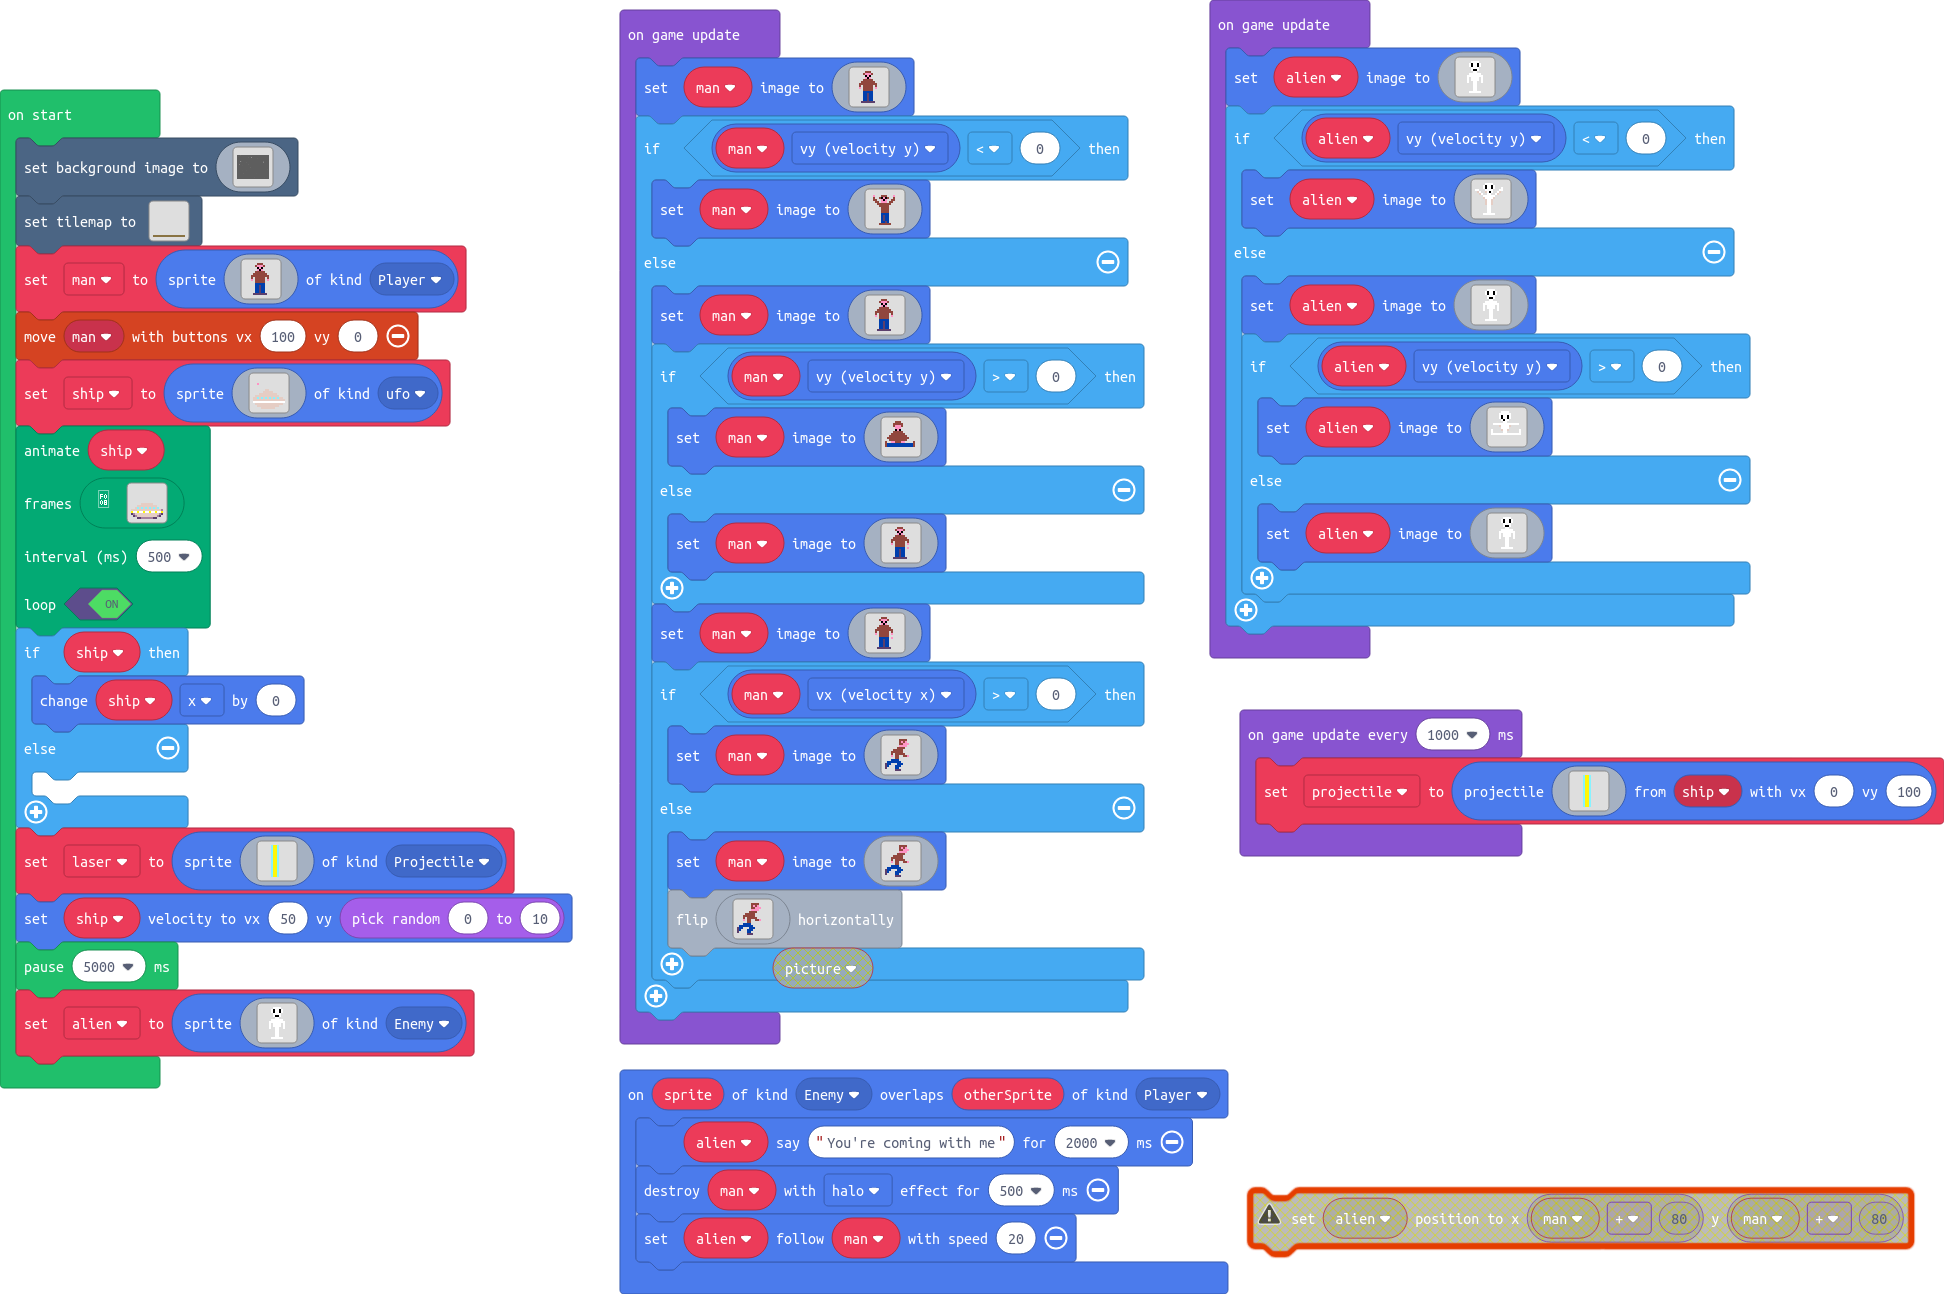 on start
set background image to
set tilemap to
set man to sprite of kind Player
move man with buttons vx 100 vy 0
set ship to sprite of kind ufo
animate ship
frames
interval (ms) 500
loop ON
if ship then
change ship x by 0
else
set laser to sprite of kind Projectile
set ship velocity to vx 50 vy pick random 0 to 10
pause 5000 ms
set alien to sprite of kind Enemy
on game update
set man image to
if man vy (velocity y) < 0 then
set man image to
else
set man image to
if man vy (velocity y) > 0 then
set man image to
else
set man image to
set man image to
if man vx (velocity x) > 0 then
set man image to
else
set man image to
flip horizontally
picture
on sprite of kind Enemy overlaps otherSprite of kind Player
alien say "You're coming with me" for 2000 ms
destroy man with halo effect for 500 ms
set alien follow man with speed 20
on game update
set alien image to
if alien vy (velocity y) < 0 then
set alien image to
else
set alien image to
if alien vy (velocity y) > 0 then
set alien image to
else
set alien image to
on game update every 1000 ms
set projectile to projectile from ship with vx 0 vy 100
set alien position to x man + 80 y man + 80